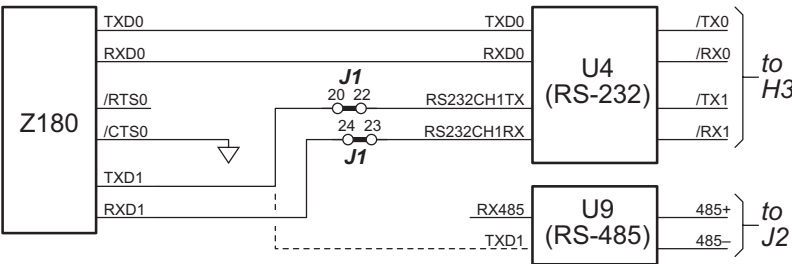 TXD0 TXD0 /TX0
RXD0 RXD0 /RX0
Z180
U4
(RS-232)
to
H3
J1
/RTS0 20 22 RS232CH1TX /TX1
/CTS0 24 23 RS232CH1RX /RX1
J1
TXD1
RXD1 RX485 485+
U9
(RS-485)
to
J2
TXD1 485–